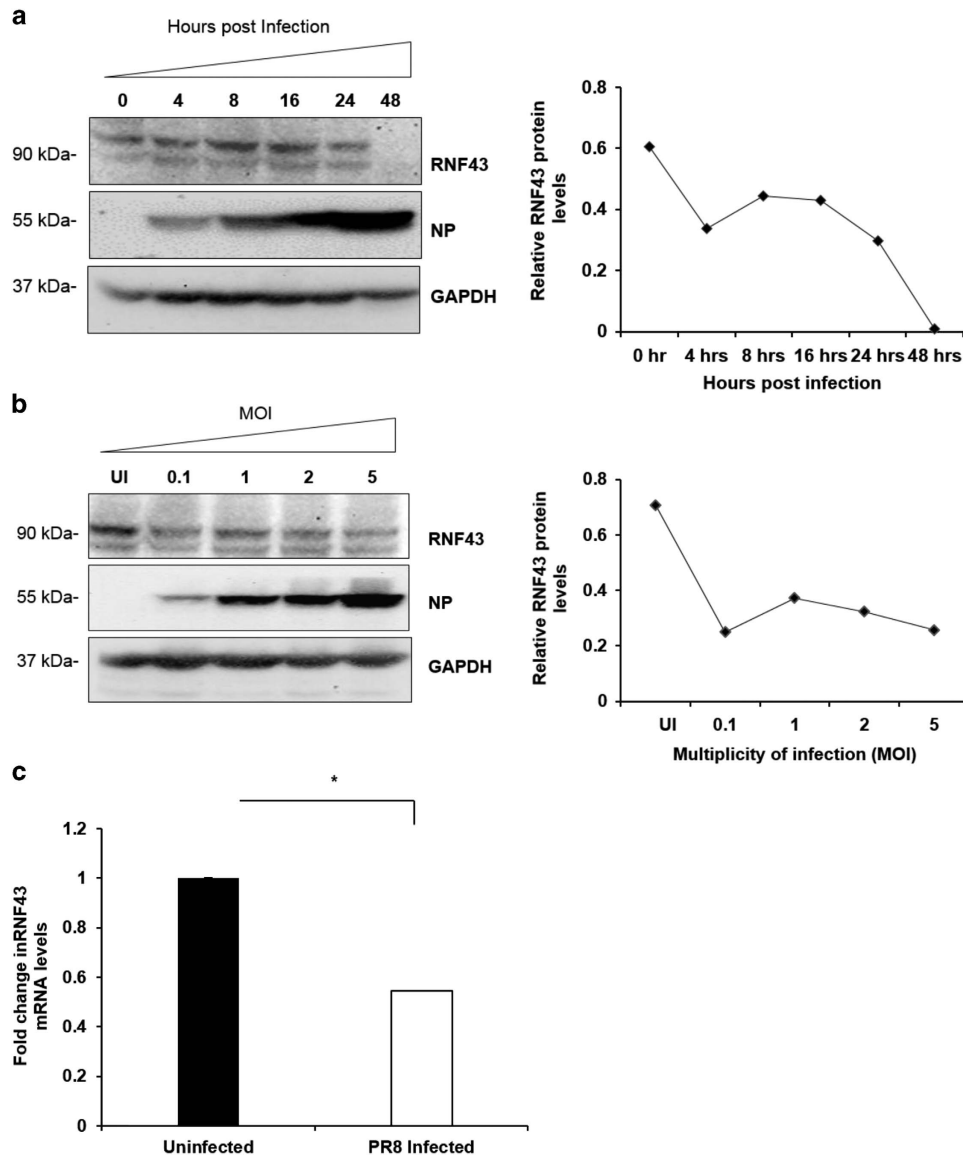 a
Hours post Infection
0 4 8 16 24 48
90 kDa-
RNF43
55 kDa-
NP
37 kDa-
GAPDH
Relative RNF43 protein
levels
0.8
0.6
0.4
0.2
0
0 hr 4 hrs 8 hrs 16 hrs 24 hrs 48 hrs
Hours post infection
b
MOI
UI 0.1 1 2 5
90 kDa-
RNF43
55 kDa-
NP
37 kDa-
GAPDH
Relative RNF43 protein
levels
0.8
0.6
0.4
0.2
0
UI 0.1 1 2 5
Multiplicity of infection (MOI)
c
*
Fold change inRNF43
mRNA levels
1.2
1
0.8
0.6
0.4
0.2
0
Uninfected PR8 Infected